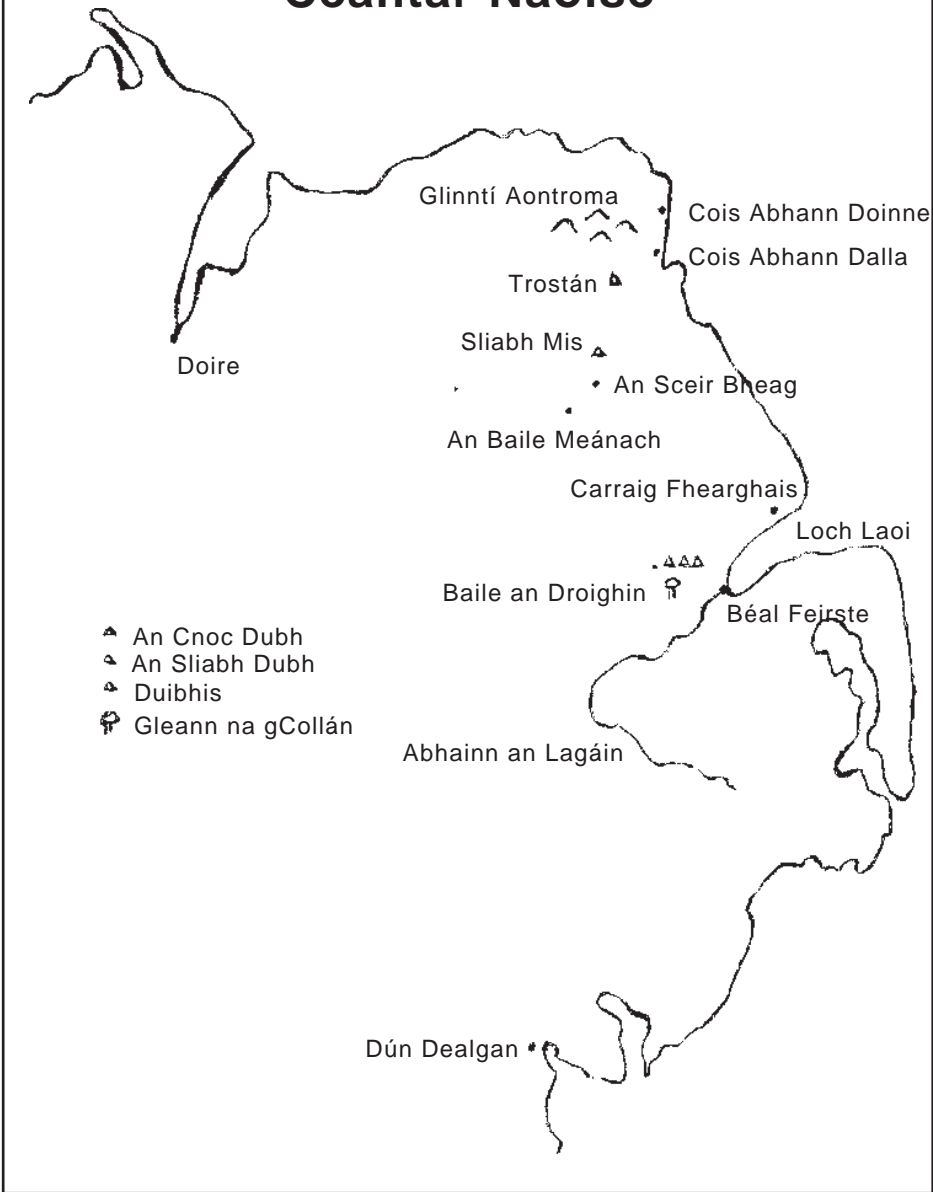 Ceantar Naoise
Glinntí Aontroma
Cois Abhann Doinne
Cois Abhann Dalla
Trostán
Sliabh Mis
Doire
An Sceir Bheag
An Baile Meánach
Carraig Fhearghais
Loch Laoi
Baile an Droighin
Béal Feirste
An Cnoc Dubh
An Sliabh Dubh
Duibhis
Gleann na gCollán
Abhainn an Lagáin
Dún Dealgan